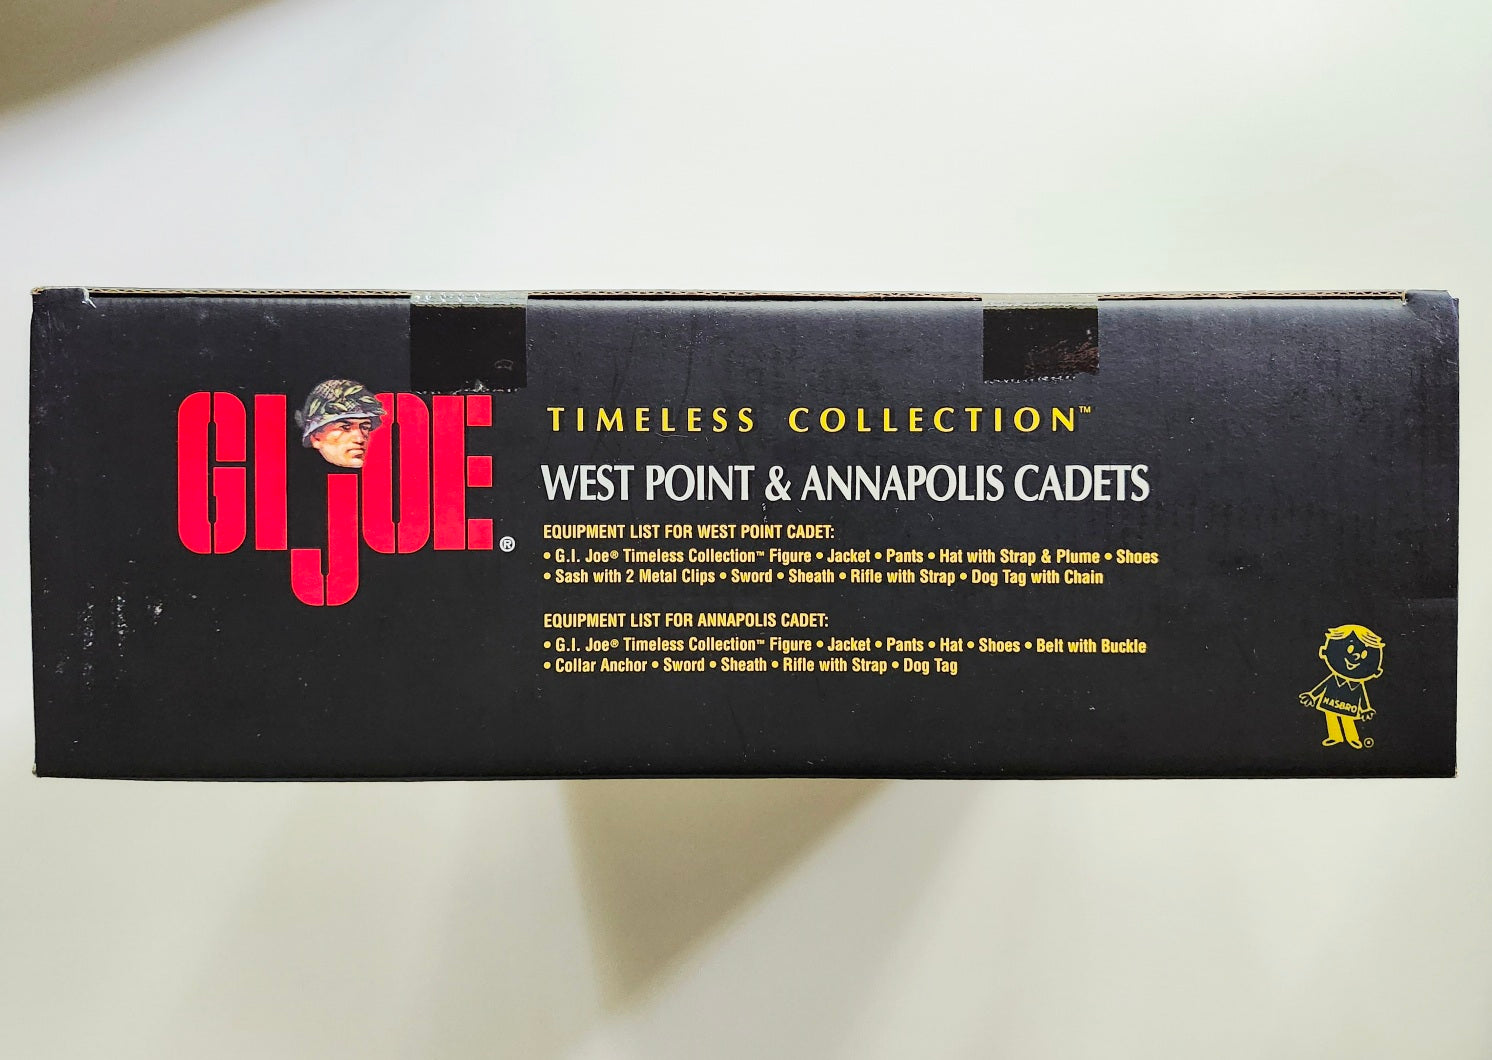 GI JOE®
TIMELESS COLLECTION™
WEST POINT & ANNAPOLIS CADETS
EQUIPMENT LIST FOR WEST POINT CADET:
• G.I. Joe® Timeless Collection™ Figure • Jacket • Pants • Hat with Strap & Plume • Shoes
• Sash with 2 Metal Clips • Sword • Sheath • Rifle with Strap • Dog Tag with Chain
EQUIPMENT LIST FOR ANNAPOLIS CADET:
• G.I. Joe® Timeless Collection™ Figure • Jacket • Pants • Hat • Shoes • Belt with Buckle
• Collar Anchor • Sword • Sheath • Rifle with Strap • Dog Tag
HASBRO
®